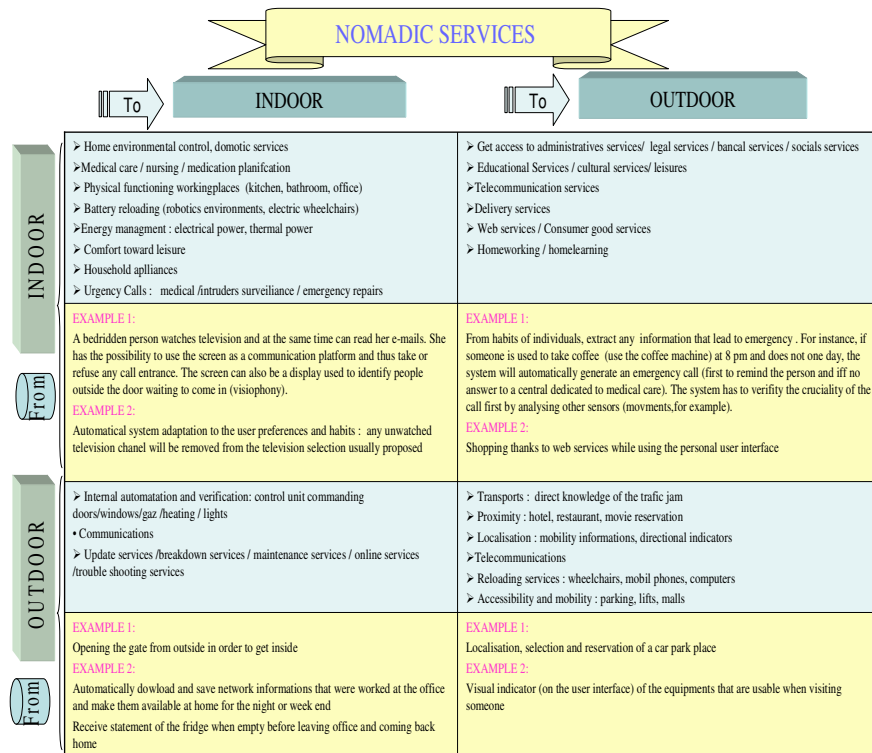 NOMADIC SERVICES
To
INDOOR
To
OUTDOOR
INDOOR
From
➢ Home environmental control, domotic services
➢Medical care / nursing / medication planifcation
➢ Physical functioning workingplaces (kitchen, bathroom, office)
➢ Battery reloading (robotics environments, electric wheelchairs)
➢Energy managment : electrical power, thermal power
➢ Comfort toward leisure
➢ Household aplliances
➢ Urgency Calls : medical /intruders surveiliance / emergency repairs
➢ Get access to administratives services/ legal services / bancal services / socials services
➢ Educational Services / cultural services/ leisures
➢Telecommunication services
➢Delivery services
➢ Web services / Consumer good services
➢ Homeworking / homelearning
EXAMPLE 1:
A bedridden person watches television and at the same time can read her e-mails. She
has the possibility to use the screen as a communication platform and thus take or
refuse any call entrance. The screen can also be a display used to identify people
outside the door waiting to come in (visiophony).
EXAMPLE 2:
Automatical system adaptation to the user preferences and habits : any unwatched
television chanel will be removed from the television selection usually proposed
EXAMPLE 1:
From habits of individuals, extract any information that lead to emergency . For instance, if
someone is used to take coffee (use the coffee machine) at 8 pm and does not one day, the
system will automatically generate an emergency call (first to remind the person and iff no
answer to a central dedicated to medical care). The system has to verifity the cruciality of the
call first by analysing other sensors (movments,for example).
EXAMPLE 2:
Shopping thanks to web services while using the personal user interface
OUTDOOR
From
➢ Internal automatation and verification: control unit commanding
doors/windows/gaz /heating / lights
• Communications
➢ Update services /breakdown services / maintenance services / online services
/trouble shooting services
➢ Transports : direct knowledge of the trafic jam
➢ Proximity : hotel, restaurant, movie reservation
➢ Localisation : mobility informations, directional indicators
➢Telecommunications
➢ Reloading services : wheelchairs, mobil phones, computers
➢ Accessibility and mobility : parking, lifts, malls
EXAMPLE 1:
Opening the gate from outside in order to get inside
EXAMPLE 2:
Automatically dowload and save network informations that were worked at the office
and make them available at home for the night or week end
Receive statement of the fridge when empty before leaving office and coming back
home
EXAMPLE 1:
Localisation, selection and reservation of a car park place
EXAMPLE 2:
Visual indicator (on the user interface) of the equipments that are usable when visiting
someone